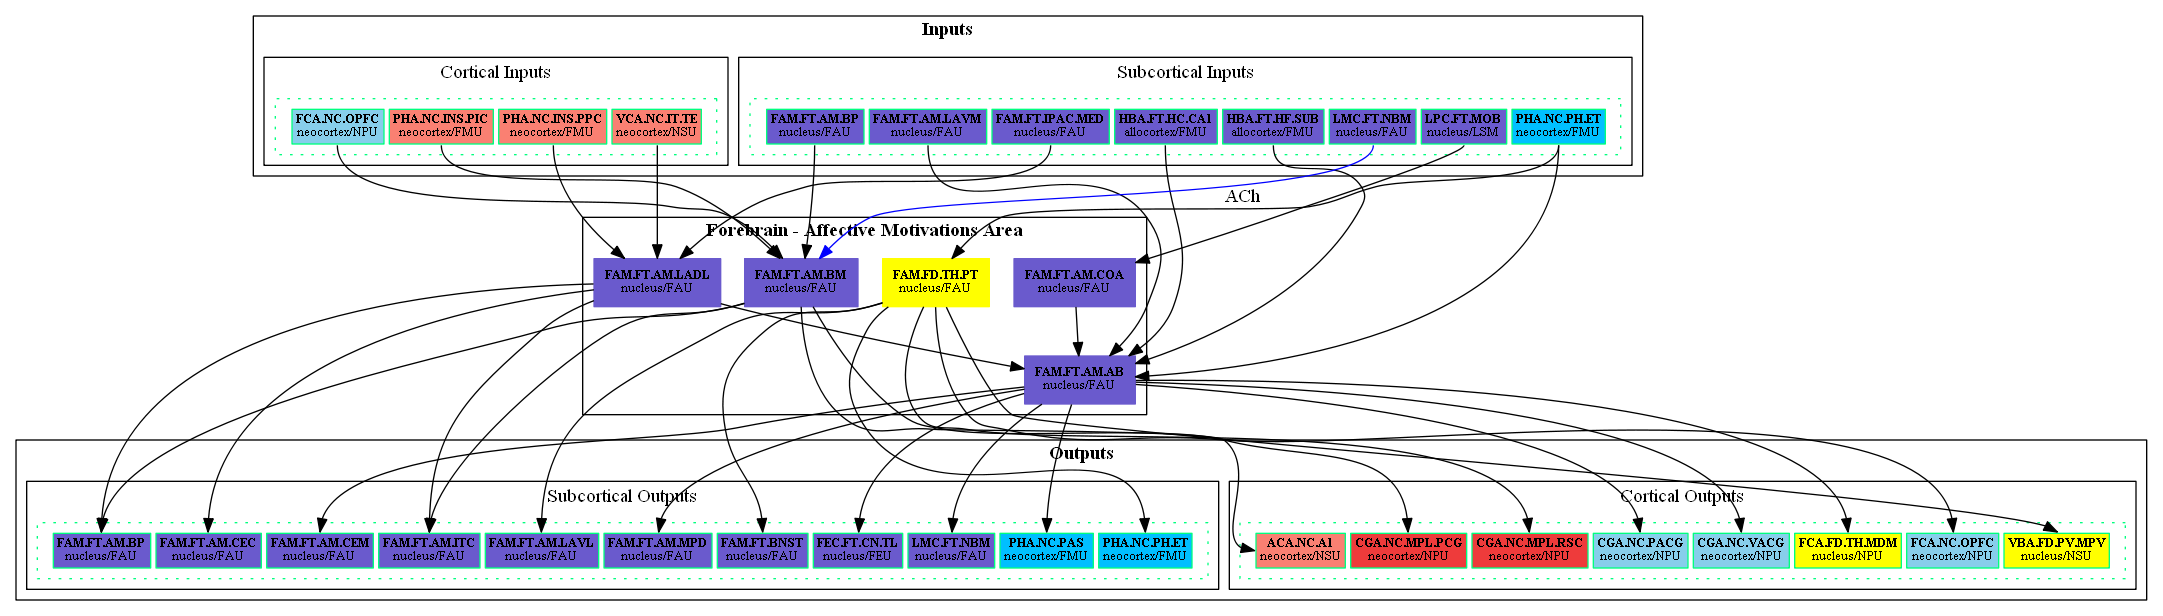 Inputs
Cortical Inputs
Subcortical Inputs
FCA.NC.OPFC
neocortex/NPU
PHA.NC.INS.PIC
neocortex/FMU
PHA.NC.INS.PPC
neocortex/FMU
VCA.NC.IT.TE
neocortex/NSU
FAM.FT.AM.BP
nucleus/FAU
FAM.FT.AM.LAVM
nucleus/FAU
FAM.FT.IPAC.MED
nucleus/FAU
HBA.FT.HC.CA1
allocortex/FMU
HBA.FT.HF.SUB
allocortex/FMU
LMC.FT.NBM
nucleus/FAU
LPC.FT.MOB
nucleus/LSM
PHA.NC.PH.ET
neocortex/FMU
ACh
Forebrain - Affective Motivations Area
FAM.FT.AM.LADL
nucleus/FAU
FAM.FT.AM.BM
nucleus/FAU
FAM.FD.TH.PT
nucleus/FAU
FAM.FT.AM.COA
nucleus/FAU
FAM.FT.AM.AB
nucleus/FAU
Outputs
Subcortical Outputs
Cortical Outputs
FAM.FT.AM.BP
nucleus/FAU
FAM.FT.AM.CEC
nucleus/FAU
FAM.FT.AM.CEM
nucleus/FAU
FAM.FT.AM.ITC
nucleus/FAU
FAM.FT.AM.LAVL
nucleus/FAU
FAM.FT.AM.MPD
nucleus/FAU
FAM.FT.BNST
nucleus/FAU
FEC.FT.CN.TL
nucleus/FEU
LMC.FT.NBM
nucleus/FAU
PHA.NC.PAS
neocortex/FMU
PHA.NC.PH.ET
neocortex/FMU
ACA.NC.A1
neocortex/NSU
CGA.NC.MPL.PCG
neocortex/NPU
CGA.NC.MPL.RSC
neocortex/NPU
CGA.NC.PACG
neocortex/NPU
CGA.NC.VACG
neocortex/NPU
FCA.FD.TH.MDM
nucleus/NPU
FCA.NC.OPFC
neocortex/NPU
VBA.FD.PV.MPV
nucleus/NSU